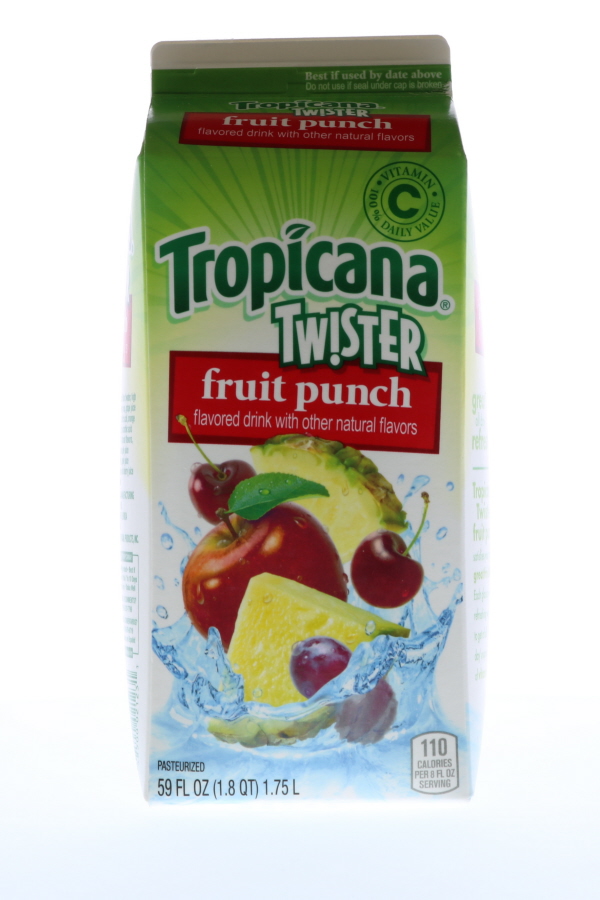 Best if used by date above
Do not use if seal under cap is broken
Tropicana
TWISTER
fruit punch
flavored drink with other natural flavors
VITAMIN
C
100% DAILY VALUE
Tropicana®
TWISTER
fruit punch
flavored drink with other natural flavors
PASTEURIZED
59 FL OZ (1.8 QT) 1.75 L
110
CALORIES
PER 8 FL OZ
SERVING